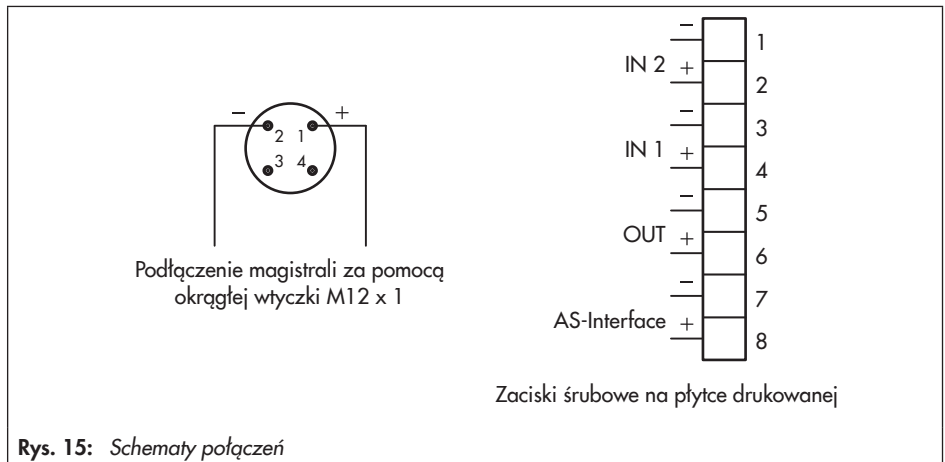 − +
2 1
3 4
Podłączenie magistrali za pomocą
okrągłej wtyczki M12 x 1
− 1
IN 2 + 2
− 3
IN 1 + 4
− 5
OUT + 6
− 7
AS-Interface + 8
Zaciski śrubowe na płytce drukowanej
Rys. 15: Schematy połączeń